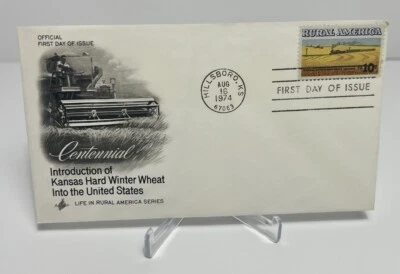 OFFICIAL
FIRST DAY OF ISSUE
RURAL AMERICA
10c
HILLSBORO, KS
AUG
16
1974
67063
FIRST DAY OF ISSUE
Centennial
Introduction of
Kansas Hard Winter Wheat
Into the United States
LIFE IN RURAL AMERICA SERIES